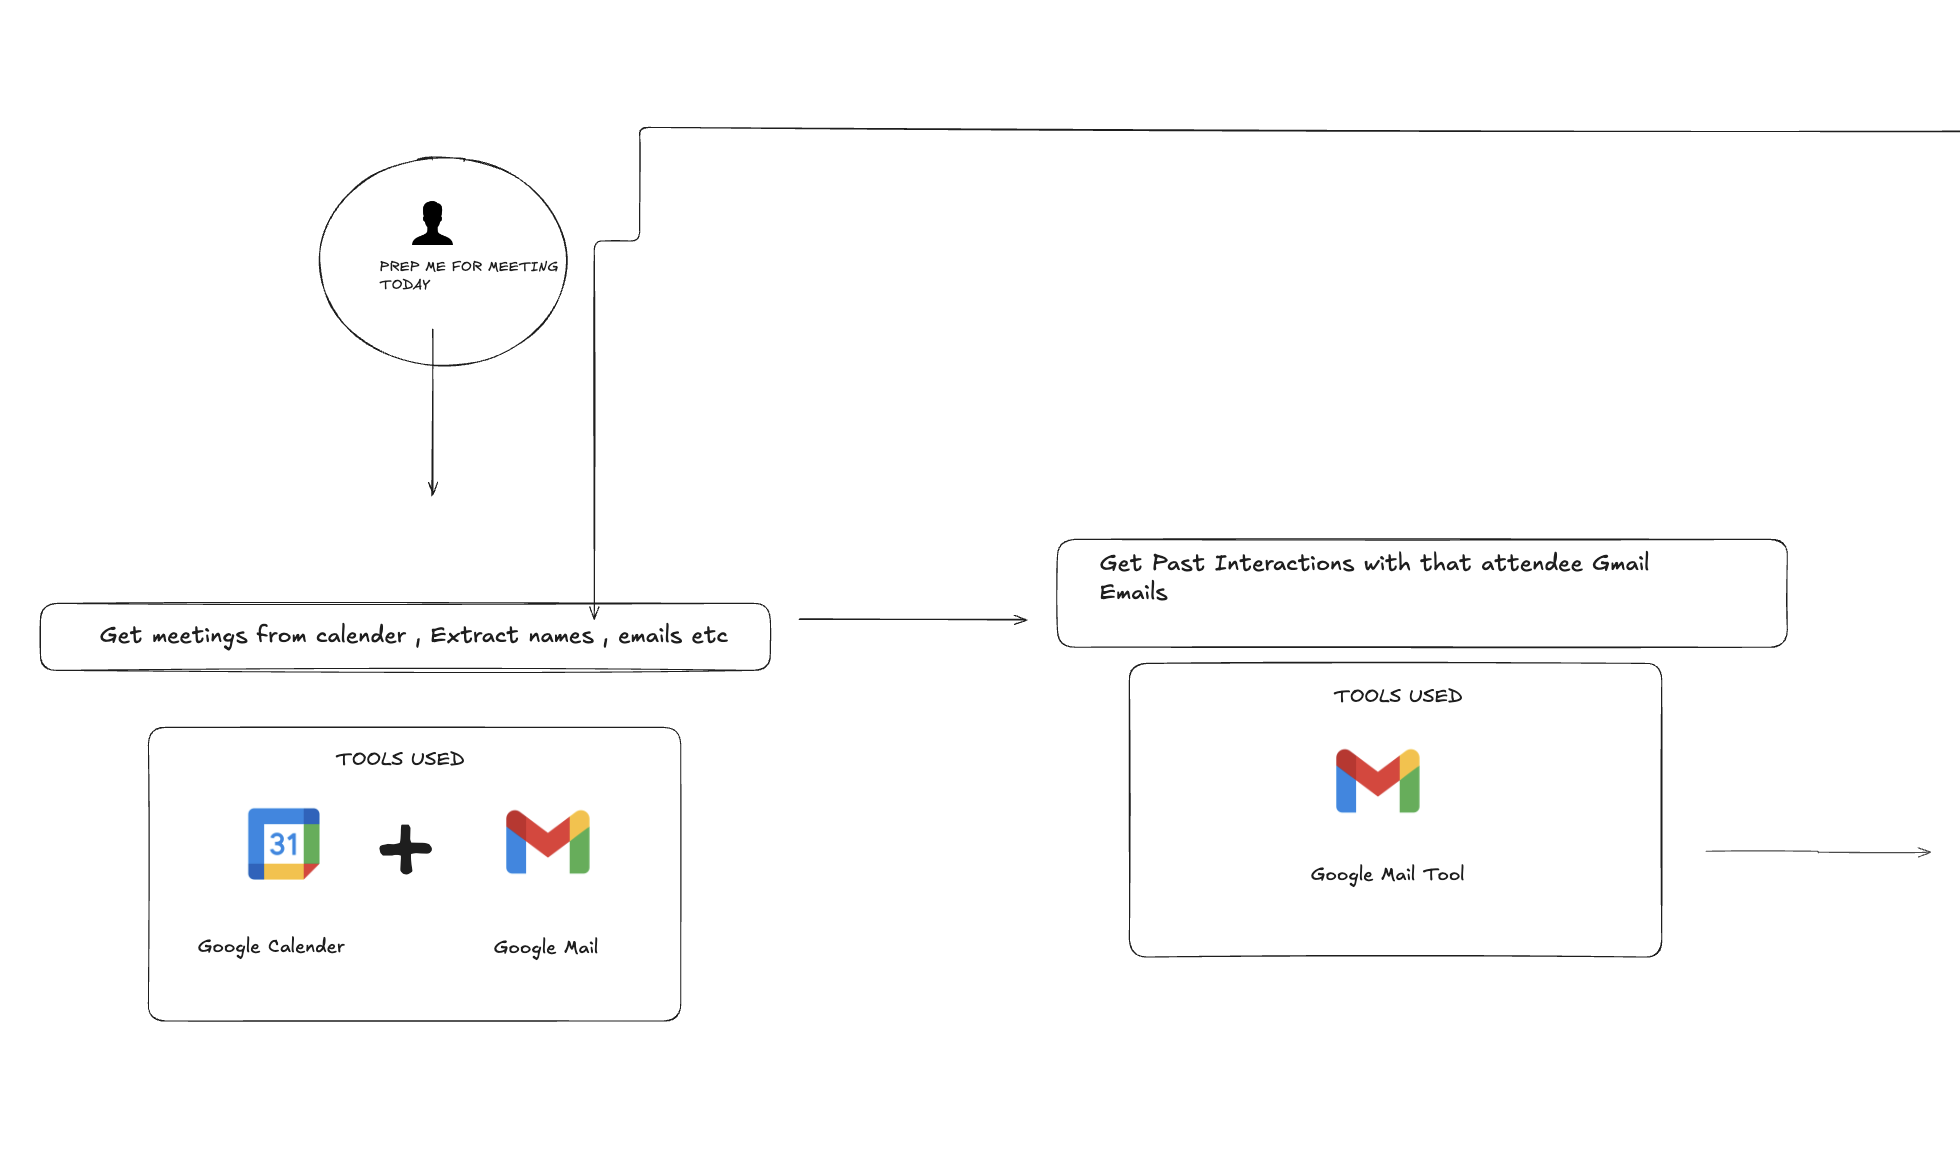 PREP ME FOR MEETING
TODAY
Get meetings from calender , Extract names , emails etc
TOOLS USED
31
Google Calender
Google Mail
Get Past Interactions with that attendee Gmail
Emails
TOOLS USED
Google Mail Tool